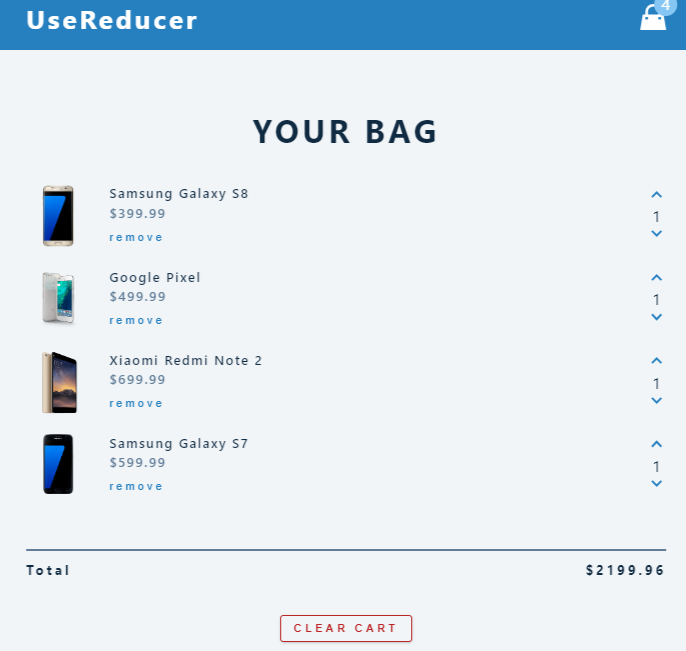 UseReducer
4
YOUR BAG
Samsung Galaxy S8
$399.99
remove
1
Google Pixel
$499.99
remove
1
Xiaomi Redmi Note 2
$699.99
remove
1
Samsung Galaxy S7
$599.99
remove
1
Total $2199.96
CLEAR CART